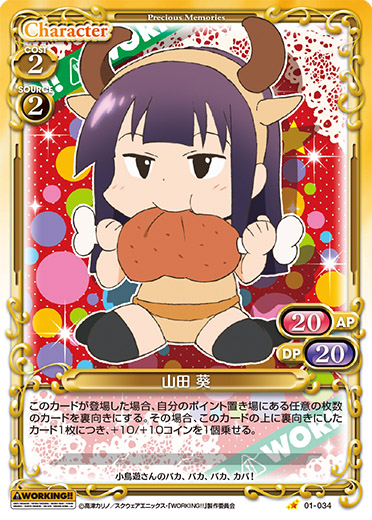 Precious Memories
Character
COST
2
SOURCE
2
20 AP
DP 20
山田 葵
このカードが登場した場合、自分のポイント置き場にある任意の枚数
のカードを裏向きにする。その場合、このカードの上に裏向きにした
カード1枚につき、+10/+10コインを1個乗せる。
小鳥遊さんのバカ、バカ、バカ、カバ!
WORKING!!
©高津カリノ/スクウェアエニックス・「WORKING!!」製作委員会
01-034